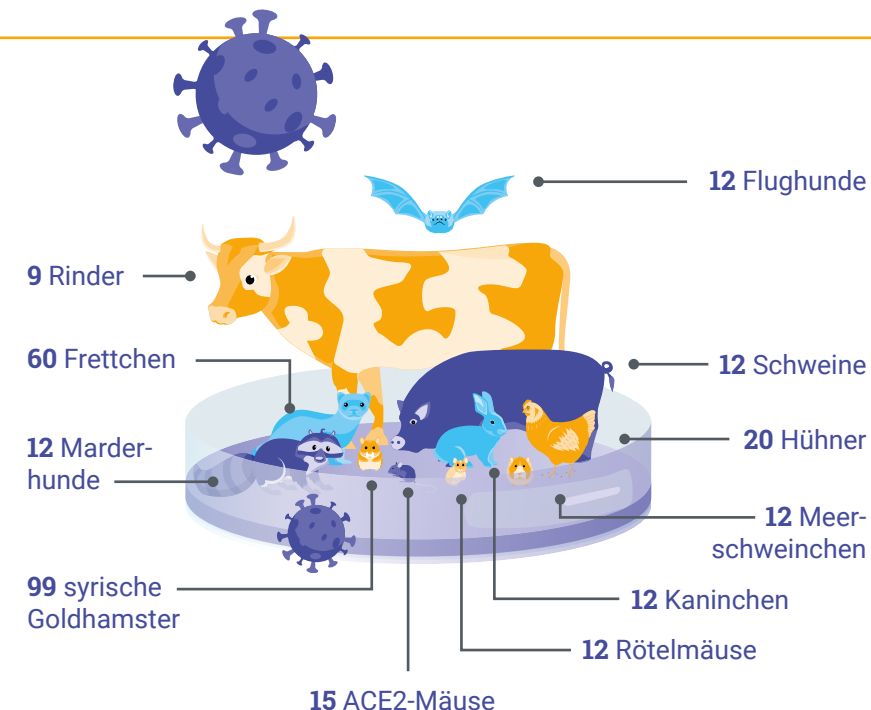 12 Flughunde
9 Rinder
60 Frettchen
12 Schweine
20 Hühner
12 Marder-
hunde
12 Meer-
schweinchen
99 syrische
Goldhamster
12 Kaninchen
12 Rötelmäuse
15 ACE2-Mäuse